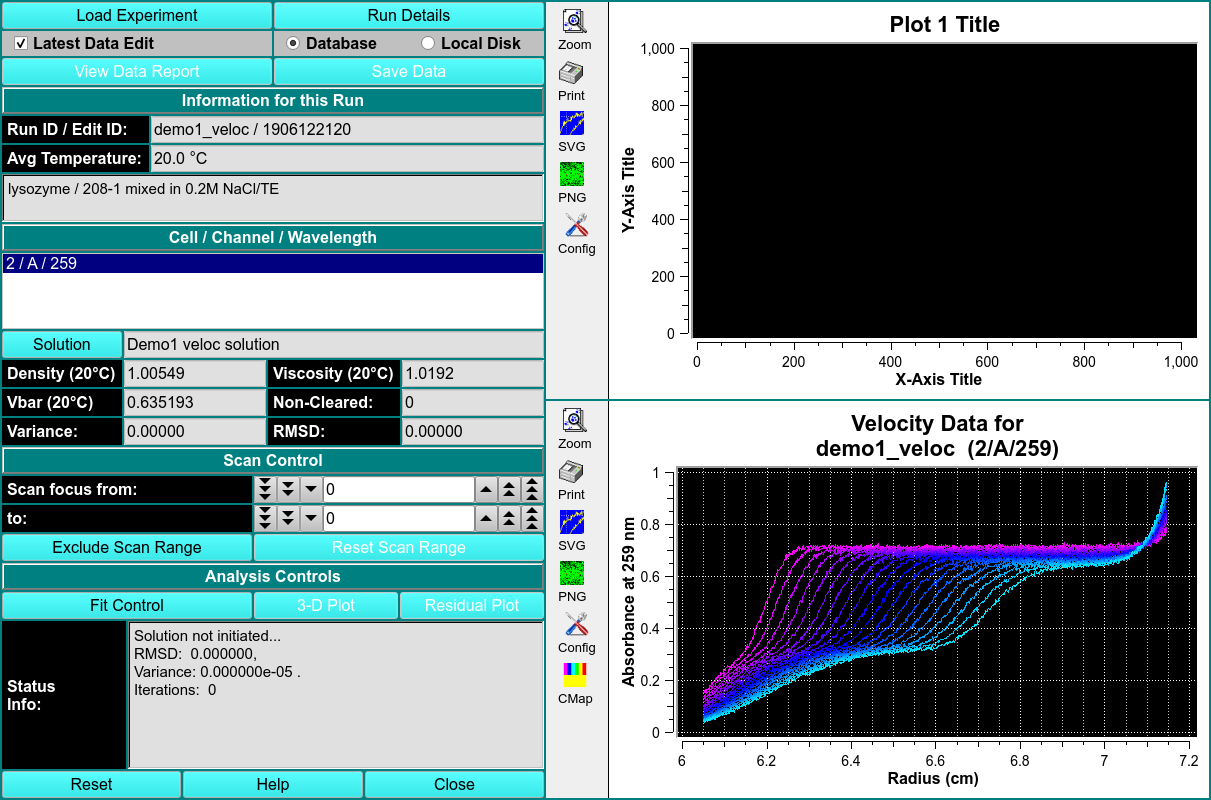 Load Experiment
Run Details
Latest Data Edit
Database
Local Disk
View Data Report
Save Data
Information for this Run
Run ID / Edit ID:
demo1_veloc / 1906122120
Avg Temperature:
20.0 °C
lysozyme / 208-1 mixed in 0.2M NaCl/TE
Cell / Channel / Wavelength
2 / A / 259
Solution
Demo1 veloc solution
Density (20°C)
1.00549
Viscosity (20°C)
1.0192
Vbar (20°C)
0.635193
Non-Cleared:
0
Variance:
0.00000
RMSD:
0.00000
Scan Control
Scan focus from:
0
to:
0
Exclude Scan Range
Reset Scan Range
Analysis Controls
Fit Control
3-D Plot
Residual Plot
Status
Info:
Solution not initiated...
RMSD:  0.000000,
Variance: 0.000000e-05 .
Iterations:  0
Reset
Help
Close
Zoom
Print
SVG
PNG
Config
Plot 1 Title
Y-Axis Title
1,000
800
600
400
200
0
0
200
400
600
800
1,000
X-Axis Title
Zoom
Print
SVG
PNG
Config
CMap
Velocity Data for
demo1_veloc  (2/A/259)
Absorbance at 259 nm
1
0.8
0.6
0.4
0.2
0
6
6.2
6.4
6.6
6.8
7
7.2
Radius (cm)